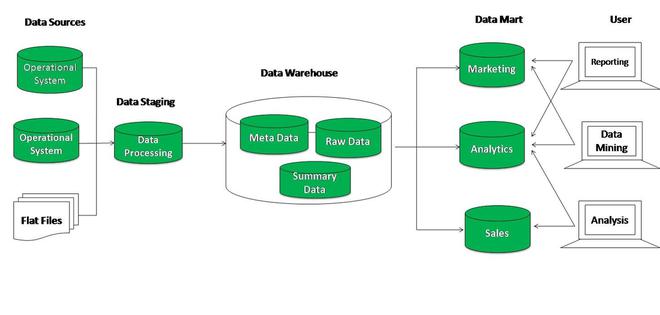 Data Sources
Data Mart
User
Operational
System
Data Staging
Data Warehouse
Marketing
Reporting
Operational
System
Data
Processing
Meta Data
Raw Data
Summary
Data
Analytics
Data
Mining
Flat Files
Sales
Analysis